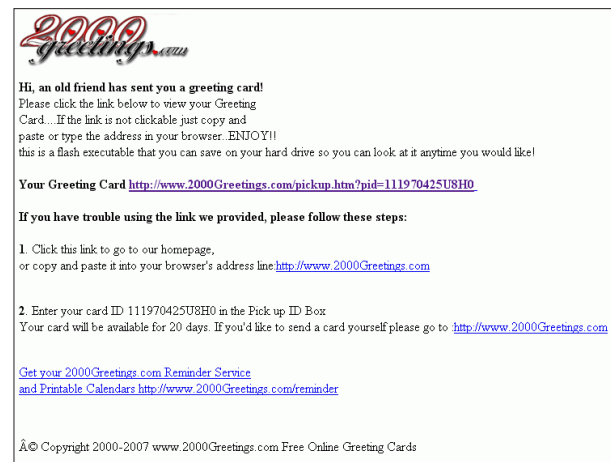 2000
greetings.com
Hi, an old friend has sent you a greeting card!
Please click the link below to view your Greeting
Card....If the link is not clickable just copy and
paste or type the address in your browser..ENJOY!!
this is a flash executable that you can save on your hard drive so you can look at it anytime you would like!
Your Greeting Card http://www.2000Greetings.com/pickup.htm?pid=111970425U8H0
If you have trouble using the link we provided, please follow these steps:
1. Click this link to go to our homepage,
or copy and paste it into your browser's address line:http://www.2000Greetings.com
2. Enter your card ID 111970425U8H0 in the Pick up ID Box
Your card will be available for 20 days. If you'd like to send a card yourself please go to :http://www.2000Greetings.com
Get your 2000Greetings.com Reminder Service
and Printable Calendars http://www.2000Greetings.com/reminder
Â© Copyright 2000-2007 www.2000Greetings.com Free Online Greeting Cards